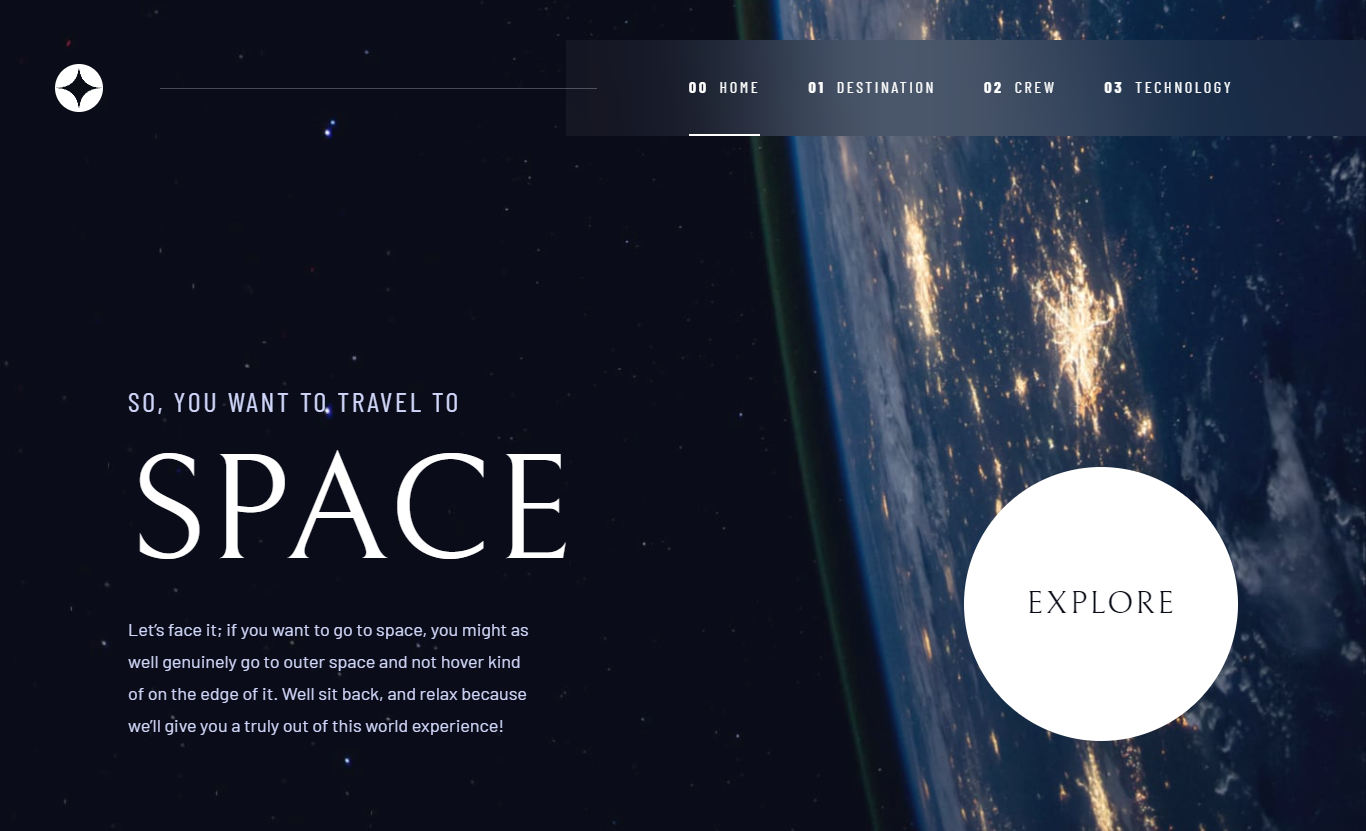 00 HOME 01 DESTINATION 02 CREW 03 TECHNOLOGY
SO, YOU WANT TO TRAVEL TO
SPACE
Let’s face it; if you want to go to space, you might as
well genuinely go to outer space and not hover kind
of on the edge of it. Well sit back, and relax because
we’ll give you a truly out of this world experience!
EXPLORE